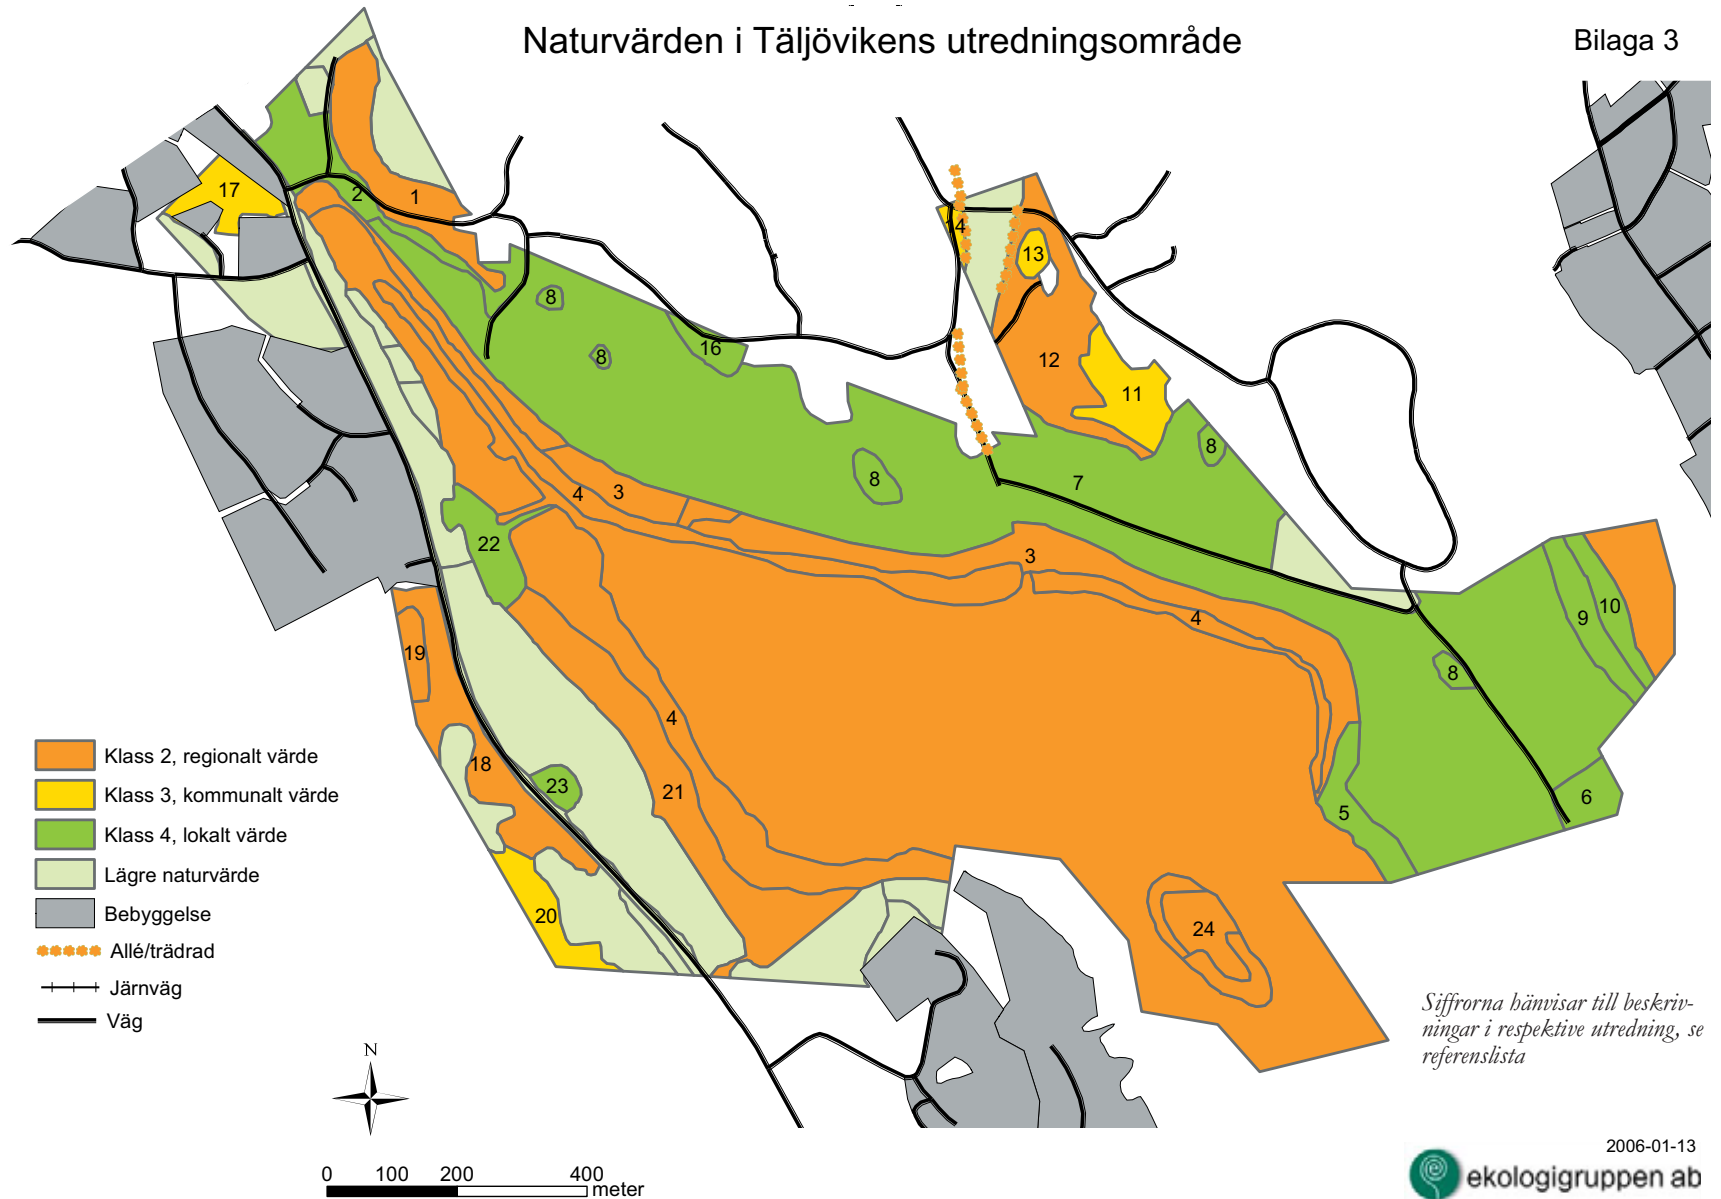 Naturvärden i Täljövikens utredningsområde
Bilaga 3
17
2
1
14
13
8
8
16
12
11
8
8
7
4
3
22
3
4
9
10
8
19
4
18
23
21
5
6
20
24
Klass 2, regionalt värde
Klass 3, kommunalt värde
Klass 4, lokalt värde
Lägre naturvärde
Bebyggelse
Allé/trädrad
Järnväg
Väg
N
0 100 200 400
meter
Siffrorna hänvisar till beskriv-
ningar i respektive utredning, se
referenslista
2006-01-13
ekologigruppen ab